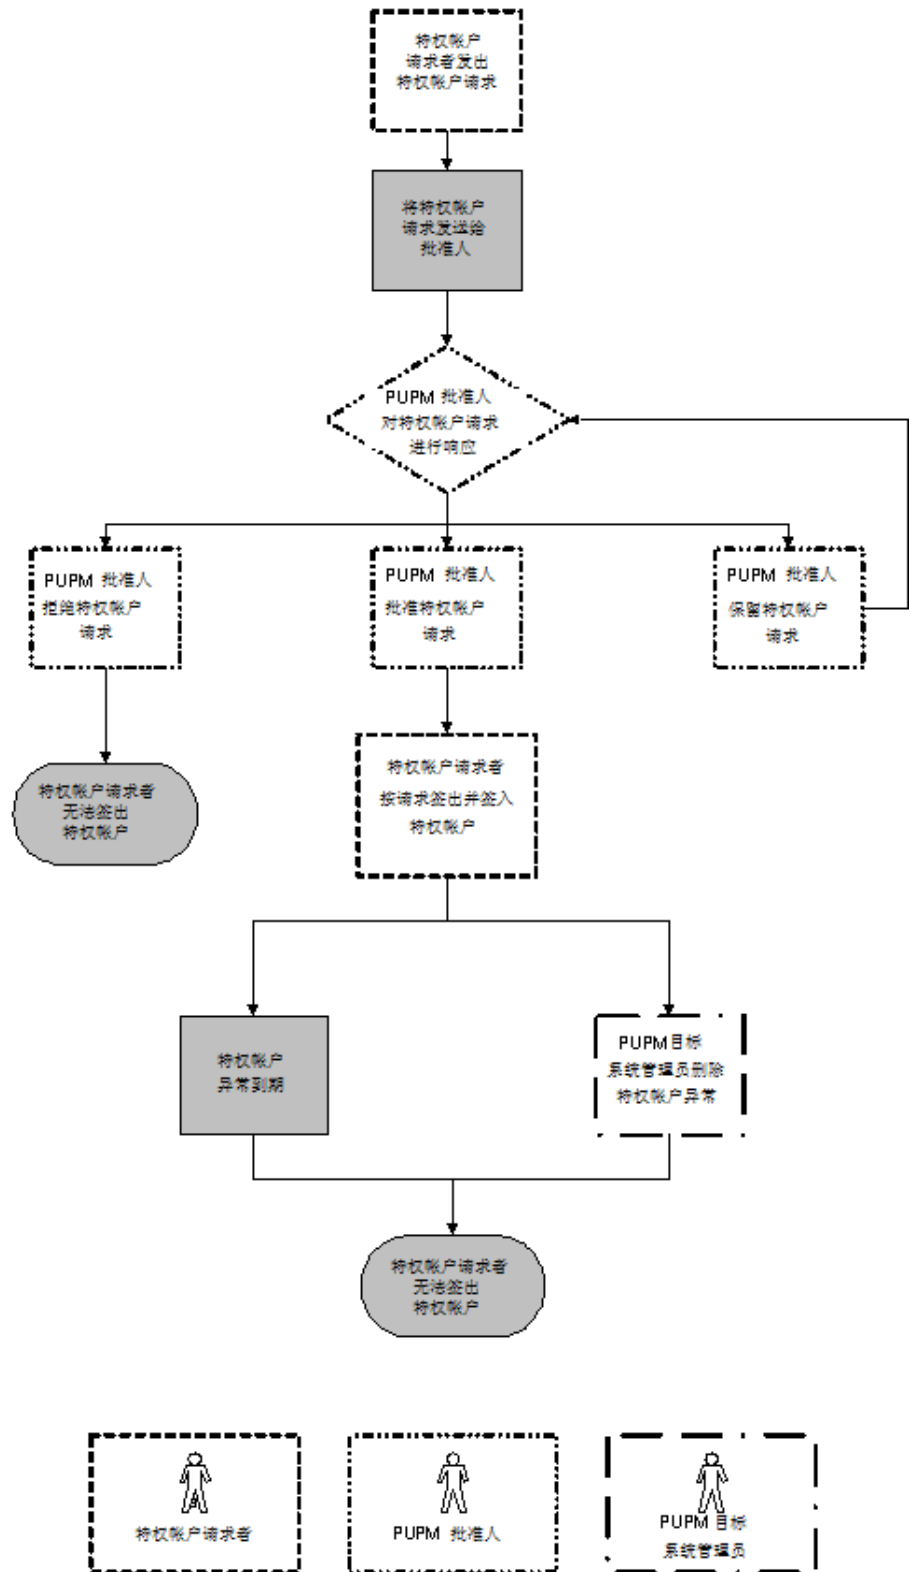 特权帐户
请求者发出
特权帐户请求
将特权帐户
请求发送给
批准人
PUPM 批准人
对特权帐户请求
进行响应
PUPM 批准人
拒绝特权帐户
请求
PUPM 批准人
批准特权帐户
请求
PUPM 批准人
保留特权帐户
请求
特权帐户请求者
无法签出
特权帐户
特权帐户请求者
按请求签出并签入
特权帐户
特权帐户
异常到期
PUPM目标
系统管理员删除
特权帐户异常
特权帐户请求者
无法签出
特权帐户
特权帐户请求者
PUPM 批准人
PUPM 目标
系统管理员